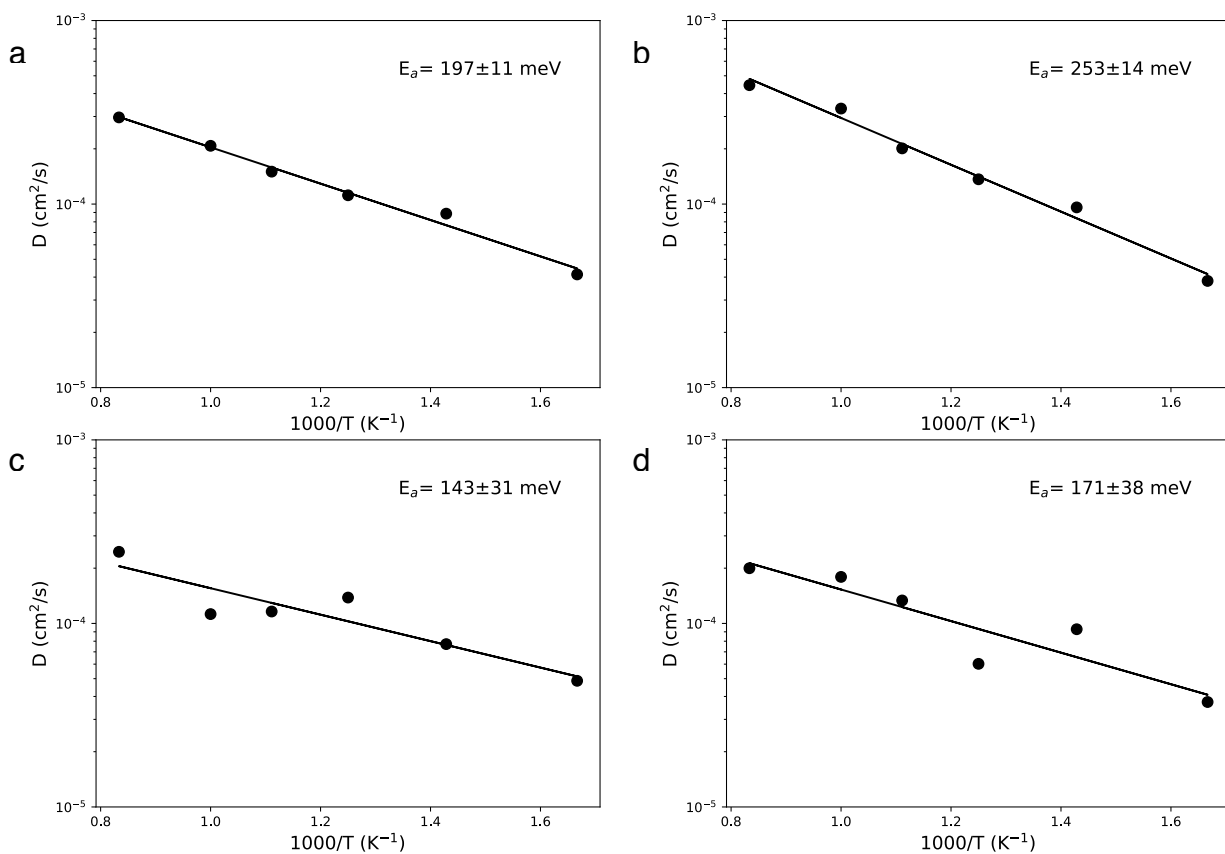 a
E_a= 197±11 meV
10⁻³
10⁻⁴
10⁻⁵
D (cm²/s)
0.8 1.0 1.2 1.4 1.6
1000/T (K⁻¹)
b
E_a= 253±14 meV
10⁻³
10⁻⁴
10⁻⁵
D (cm²/s)
0.8 1.0 1.2 1.4 1.6
1000/T (K⁻¹)
c
E_a= 143±31 meV
10⁻³
10⁻⁴
10⁻⁵
D (cm²/s)
0.8 1.0 1.2 1.4 1.6
1000/T (K⁻¹)
d
E_a= 171±38 meV
10⁻³
10⁻⁴
10⁻⁵
D (cm²/s)
0.8 1.0 1.2 1.4 1.6
1000/T (K⁻¹)